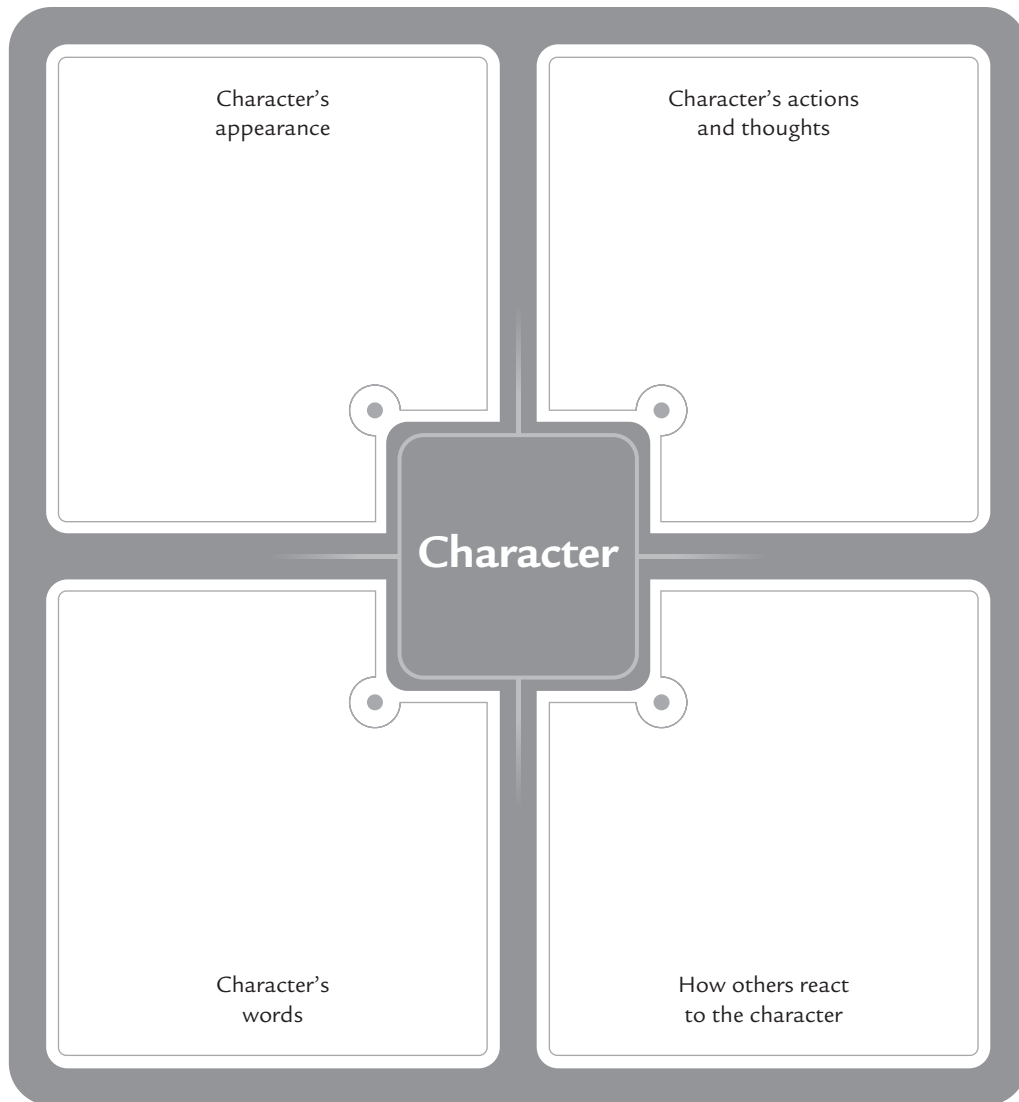 Character’s
appearance
Character’s actions
and thoughts
Character
Character’s
words
How others react
to the character